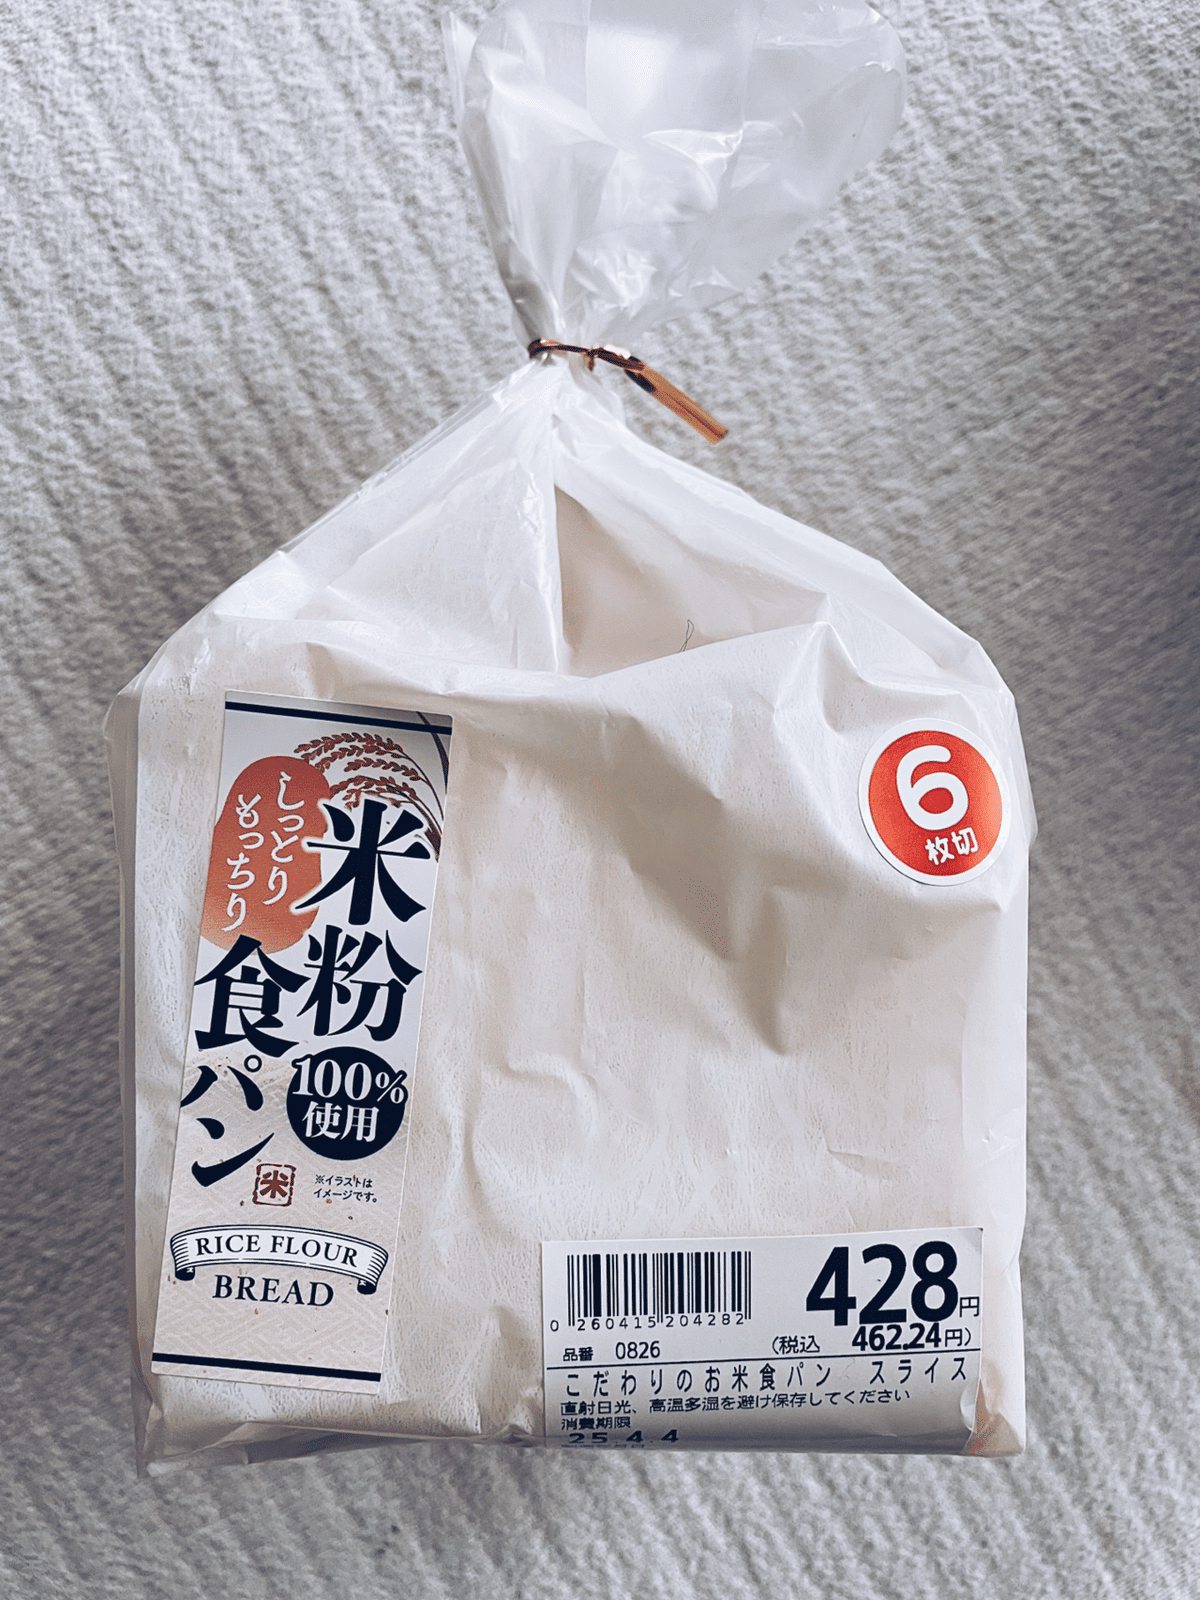 しっとり
もっちり
米粉
100%
使用
食パン
米
※イラストは
イメージです。
RICE FLOUR
BREAD
6
枚切
428円
0 260415 204282
(税込 462.24円)
品番 0826
こだわりのお米食パン スライス
直射日光、高温多湿を避け保存してください
消費期限
25.4.4